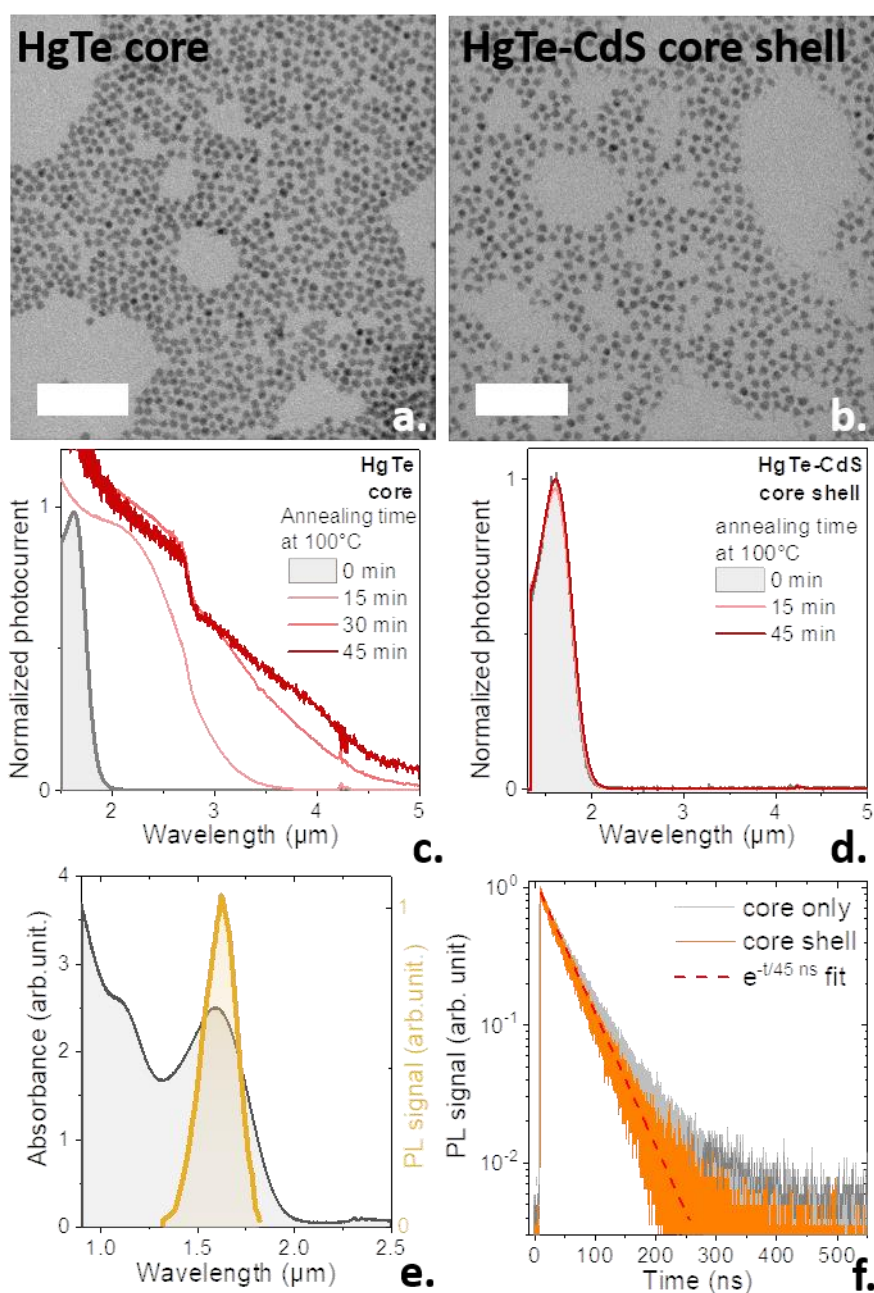 HgTe core
a.
HgTe-CdS core shell
b.
Normalized photocurrent
1
0
HgTe
core
Annealing time
at 100°C
0 min
15 min
30 min
45 min
2
3
4
5
Wavelength (µm)
c.
Normalized photocurrent
1
0
HgTe-CdS
core shell
annealing time
at 100°C
0 min
15 min
45 min
2
3
4
5
Wavelength (µm)
d.
Absorbance (arb.unit.)
4
3
2
1
0
1.0
1.5
2.0
2.5
Wavelength (µm)
1
0
PL signal (arb.unit.)
e.
PL signal (arb. unit)
10⁰
10⁻¹
10⁻²
core only
core shell
e⁻ᵗ/⁴⁵ ⁿˢ fit
0
100
200
300
400
500
Time (ns)
f.